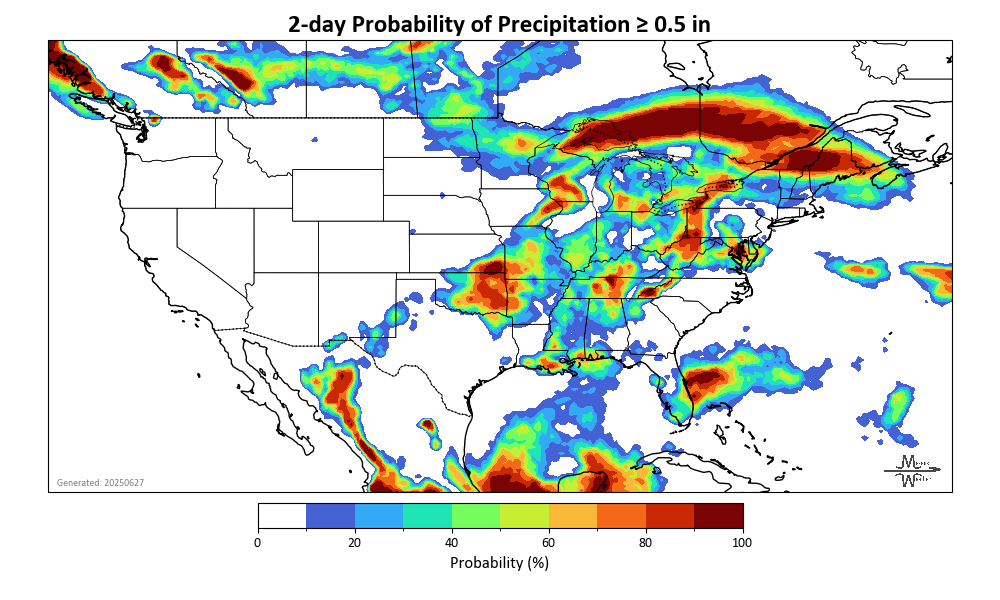 2-day Probability of Precipitation ≥ 0.5 in
Generated: 20250627
0 20 40 60 80 100
Probability (%)